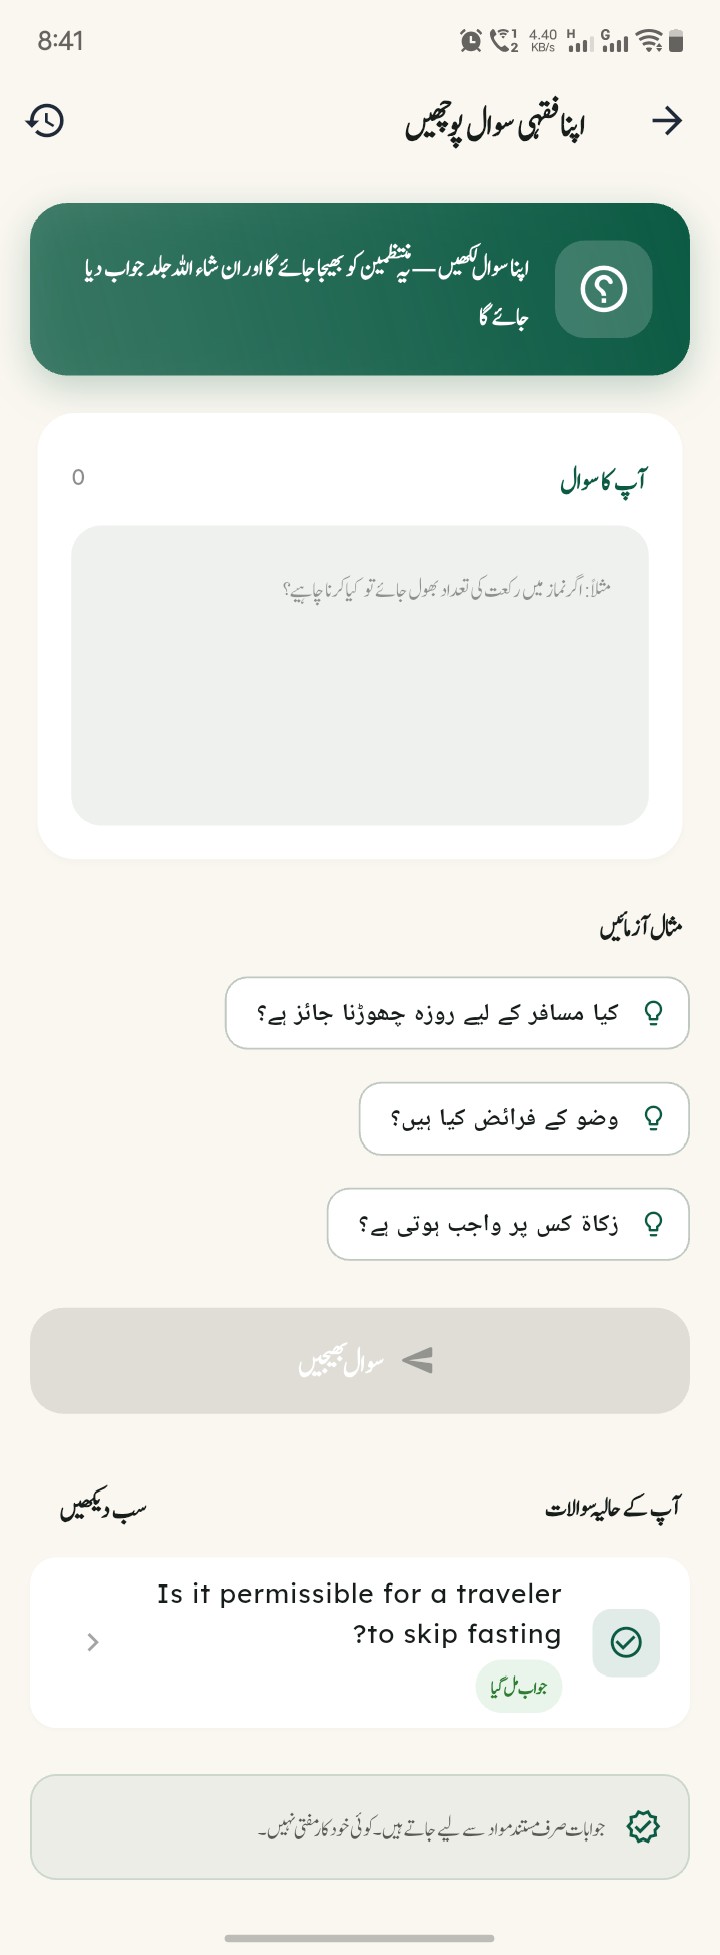 8:41
4.40 KB/s
H
G
1
2
اپنا فقہی سوال پوچھیں
اپنا سوال لکھیں — یہ منتظمین کو بھیجا جائے گا اور ان شاء اللہ جلد جواب دیا
جائے گا
آپ کا سوال
0
مثلاً: اگر نماز میں رکعت کی تعداد بھول جائے تو کیا کرنا چاہیے؟
مثال آزمائیں
کیا مسافر کے لیے روزہ چھوڑنا جائز ہے؟
وضو کے فرائض کیا ہیں؟
زکاۃ کس پر واجب ہوتی ہے؟
سوال بھیجیں
آپ کے حالیہ سوالات
سب دیکھیں
Is it permissible for a traveler
?to skip fasting
جواب مل گیا
جوابات صرف مستند مواد سے لیے جاتے ہیں۔ کوئی خودکار مفتی نہیں۔